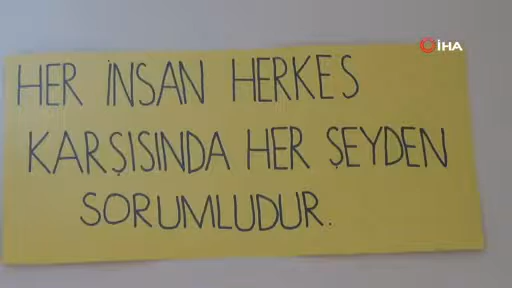 İHA
HER İNSAN HERKES
KARŞISINDA HER ŞEYDEN
SORUMLUDUR.